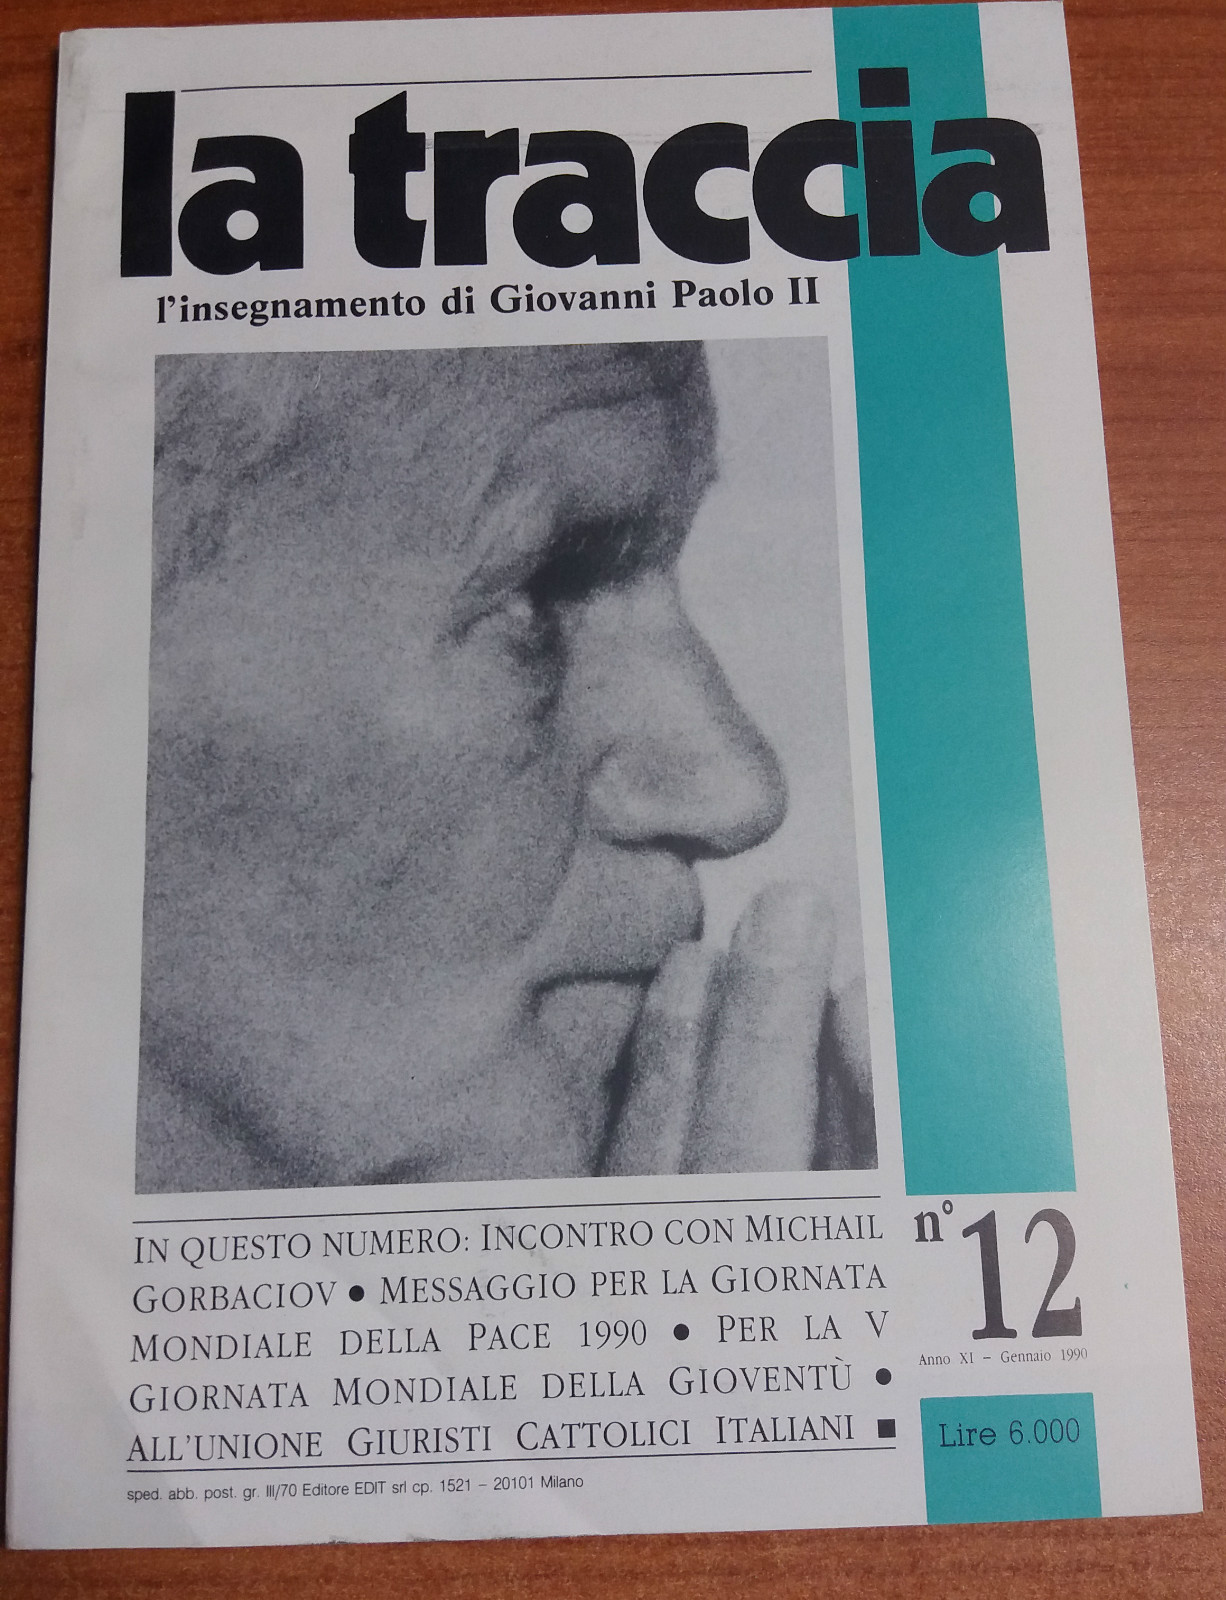 la traccia
l'insegnamento di Giovanni Paolo II
IN QUESTO NUMERO: INCONTRO CON MICHAIL
GORBACIOV ● MESSAGGIO PER LA GIORNATA
MONDIALE DELLA PACE 1990 ● PER LA V
GIORNATA MONDIALE DELLA GIOVENTÙ ●
ALL'UNIONE GIURISTI CATTOLICI ITALIANI ■
sped. abb. post. gr. III/70 Editore EDIT srl cp. 1521 – 20101 Milano
n° 12
Anno XI – Gennaio 1990
Lire 6.000